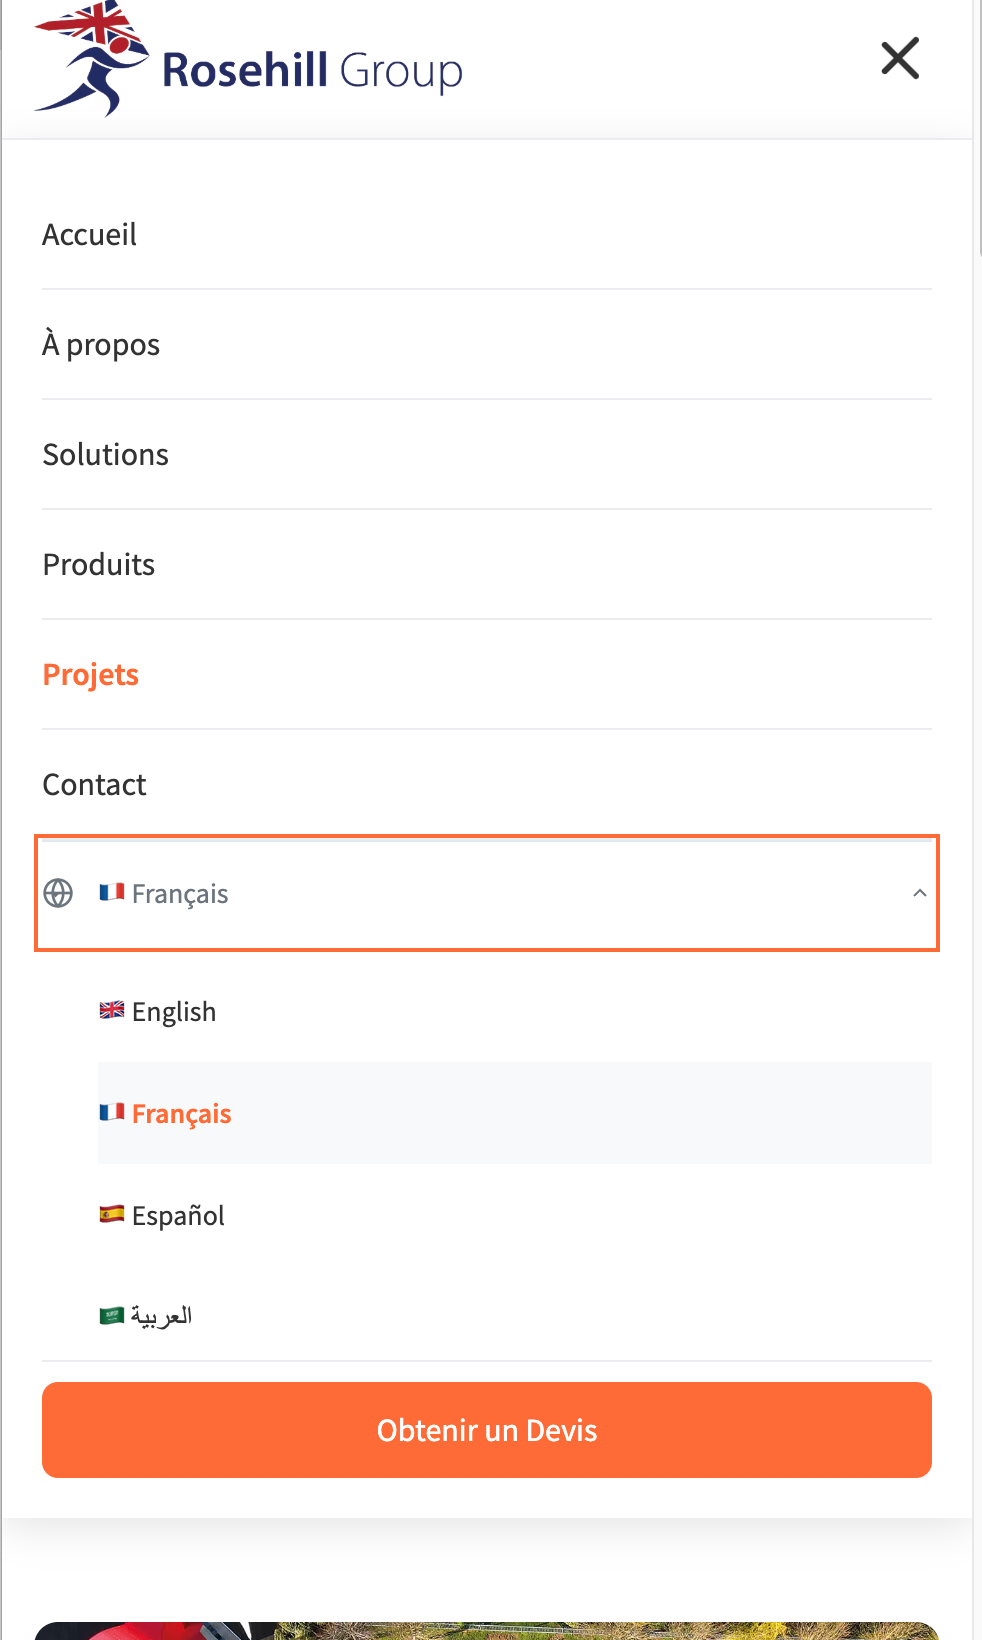 Rosehill Group
Accueil
À propos
Solutions
Produits
Projets
Contact
Français
English
Français
Español
العربية
Obtenir un Devis